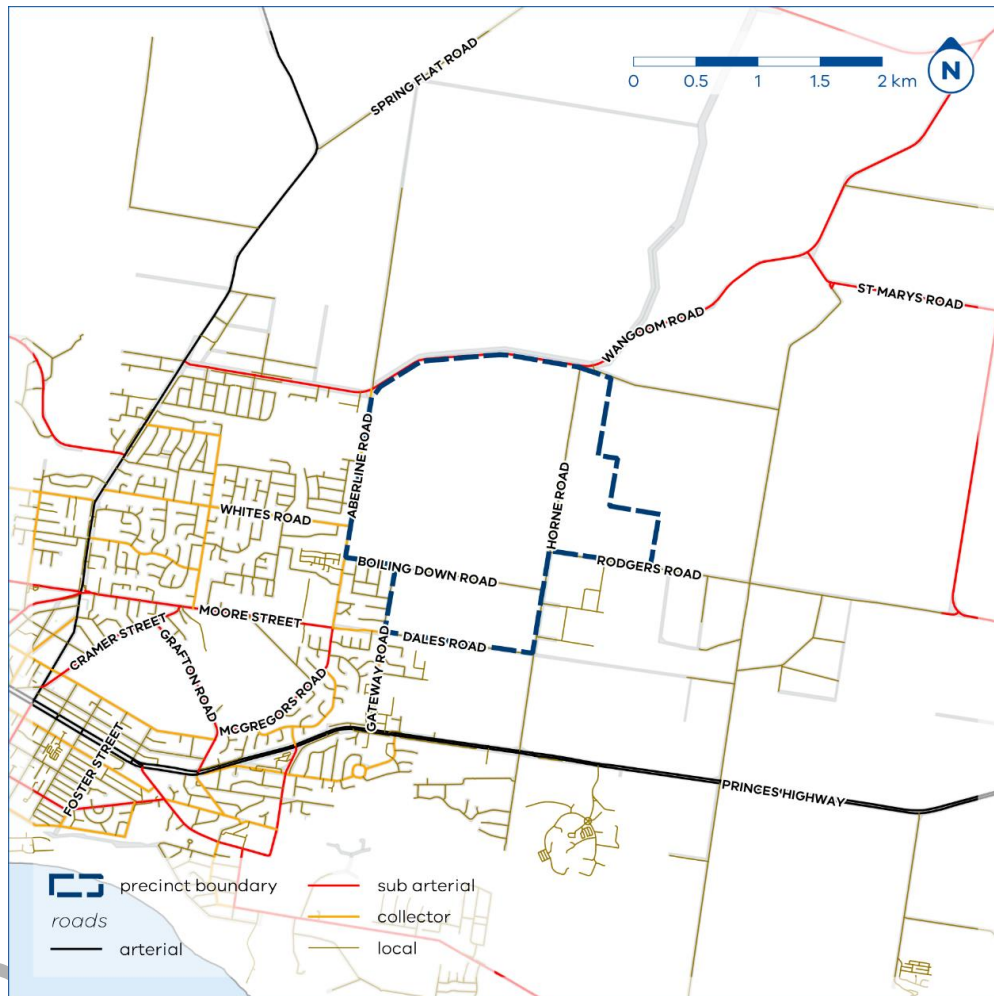 SPRING FLAT ROAD
N
0 0.5 1 1.5 2 km
ST MARYS ROAD
WANGOOM ROAD
ABERLINE ROAD
HORNE ROAD
WHITES ROAD
BOILING DOWN ROAD
RODGERS ROAD
MOORE STREET
CRAMER STREET
GRAFTON ROAD
DALES ROAD
GATEWAY ROAD
MCGREGORS ROAD
FOSTER STREET
PRINCES HIGHWAY
precinct boundary
roads
arterial
sub arterial
collector
local